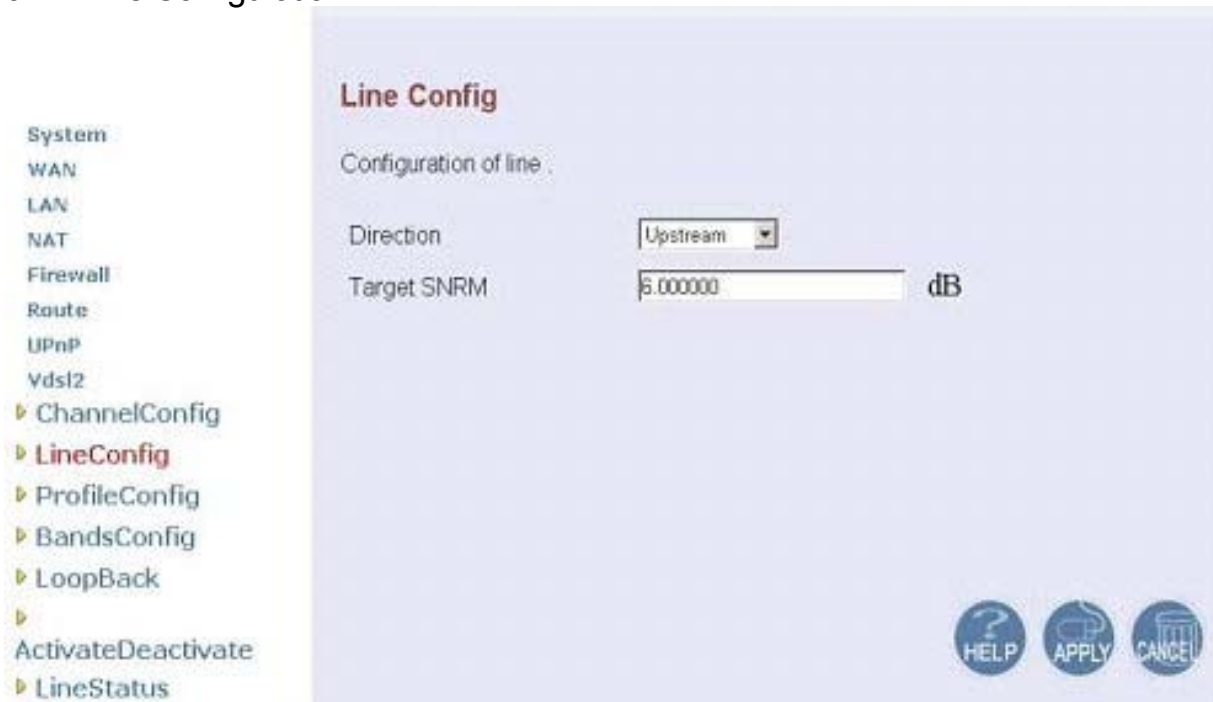 System
WAN
LAN
NAT
Firewall
Route
UPnP
Vdsl2
ChannelConfig
LineConfig
ProfileConfig
BandsConfig
LoopBack
ActivateDeactivate
LineStatus
Line Config
Configuration of line .
Direction
Upstream
Target SNRM
6.000000
dB
HELP
APPLY
CANCEL